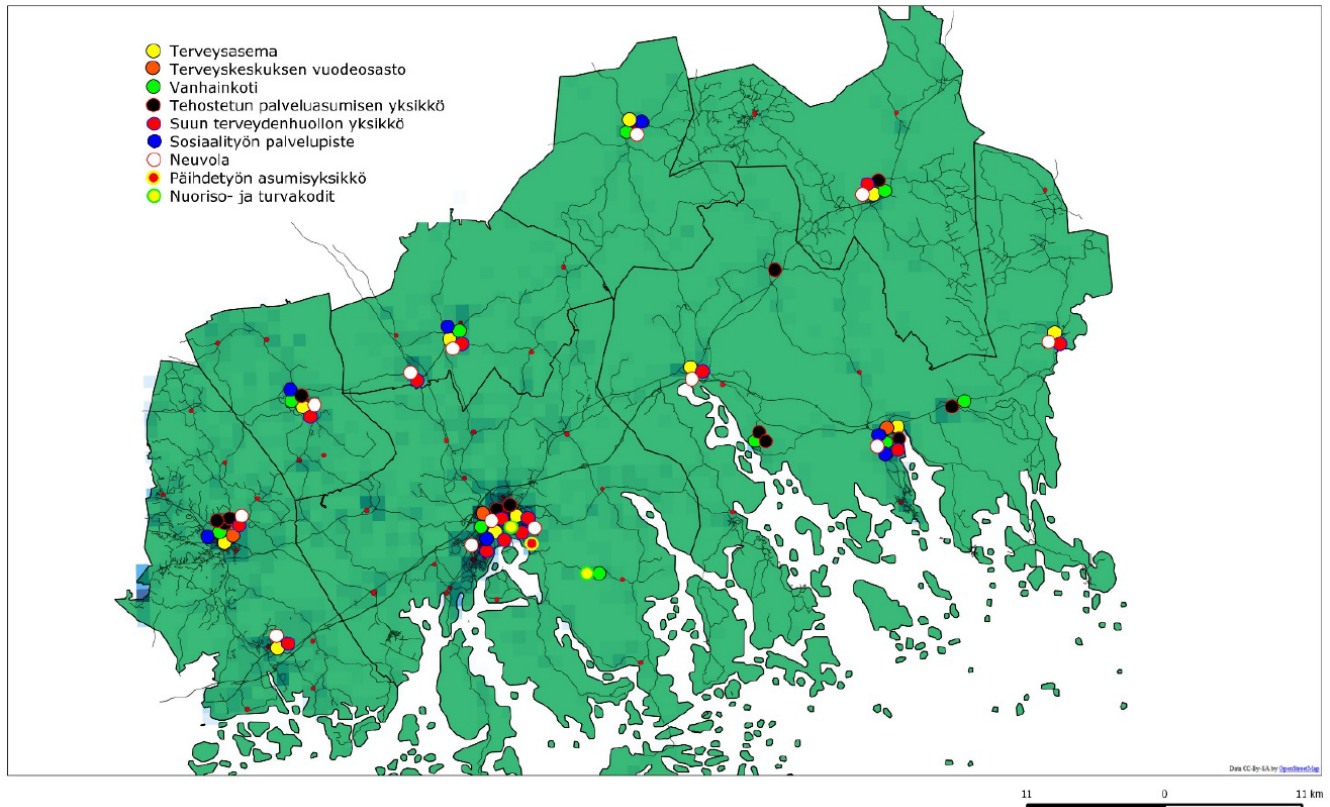 Terveysasema
Terveyskeskuksen vuodeosasto
Vanhainkoti
Tehostetun palveluasumisen yksikkö
Suun terveydenhuollon yksikkö
Sosiaalityön palvelupiste
Neuvola
Päihdetyön asumisyksikkö
Nuoriso- ja turvakodit
Data CC-By-SA by OpenStreetMap
11 0 11 km